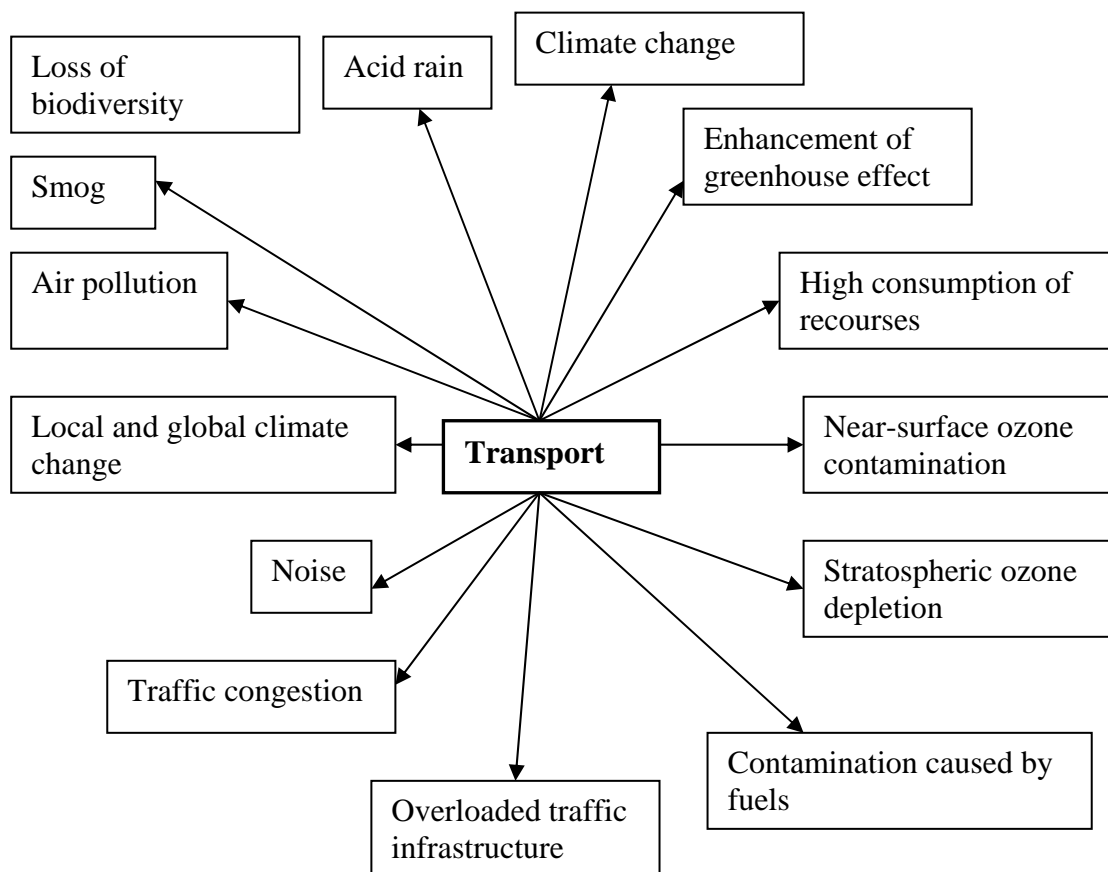 Climate change
Loss of
biodiversity
Acid rain
Enhancement of
greenhouse effect
Smog
Air pollution
High consumption of
recourses
Local and global climate
change
Transport
Near-surface ozone
contamination
Noise
Stratospheric ozone
depletion
Traffic congestion
Contamination caused by
fuels
Overloaded traffic
infrastructure